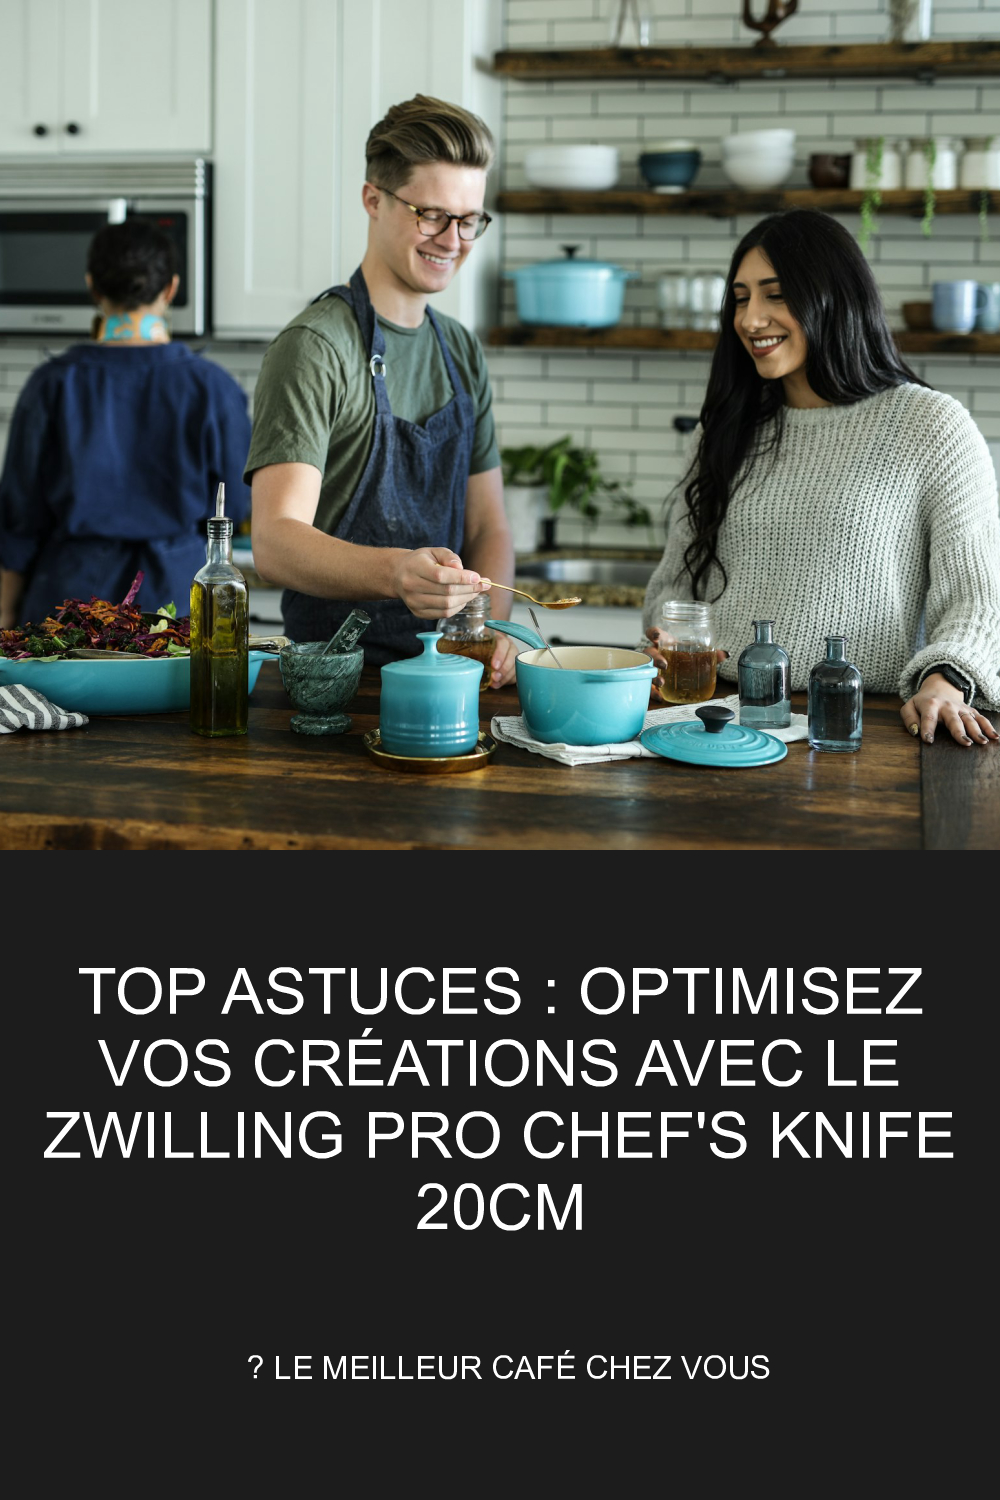 TOP ASTUCES : OPTIMISEZ
VOS CRÉATIONS AVEC LE
ZWILLING PRO CHEF'S KNIFE
20CM
? LE MEILLEUR CAFÉ CHEZ VOUS